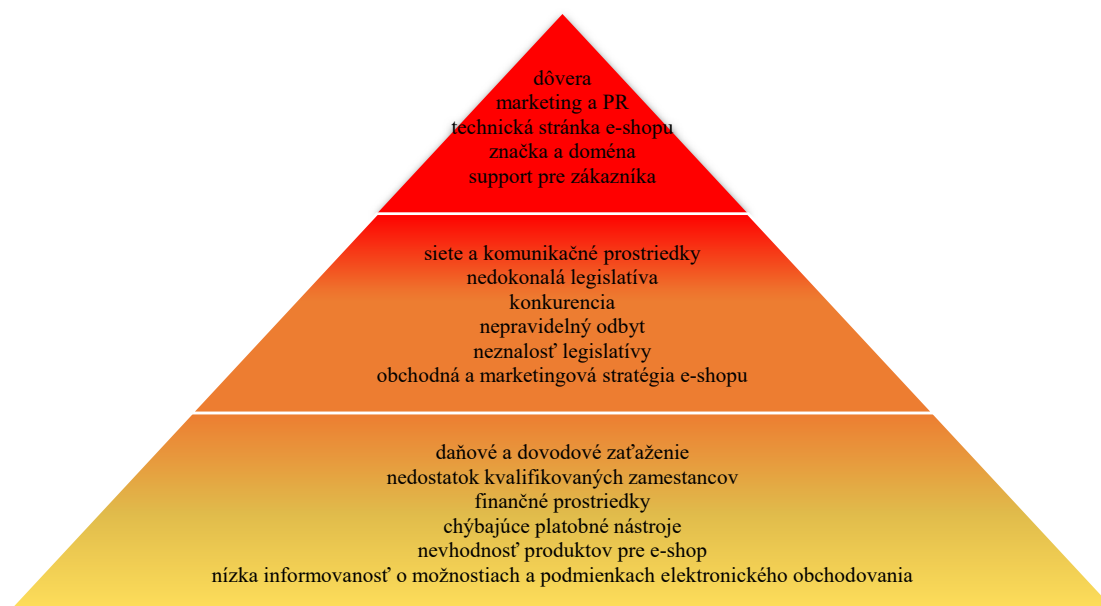 dôvera
marketing a PR
technická stránka e-shopu
značka a doména
support pre zákazníka
siete a komunikačné prostriedky
nedokonalá legislatíva
konkurencia
nepravidelný odbyt
neznalosť legislatívy
obchodná a marketingová stratégia e-shopu
daňové a dovodové zaťaženie
nedostatok kvalifikovaných zamestancov
finančné prostriedky
chýbajúce platobné nástroje
nevhodnosť produktov pre e-shop
nízka informovanosť o možnostiach a podmienkach elektronického obchodovania